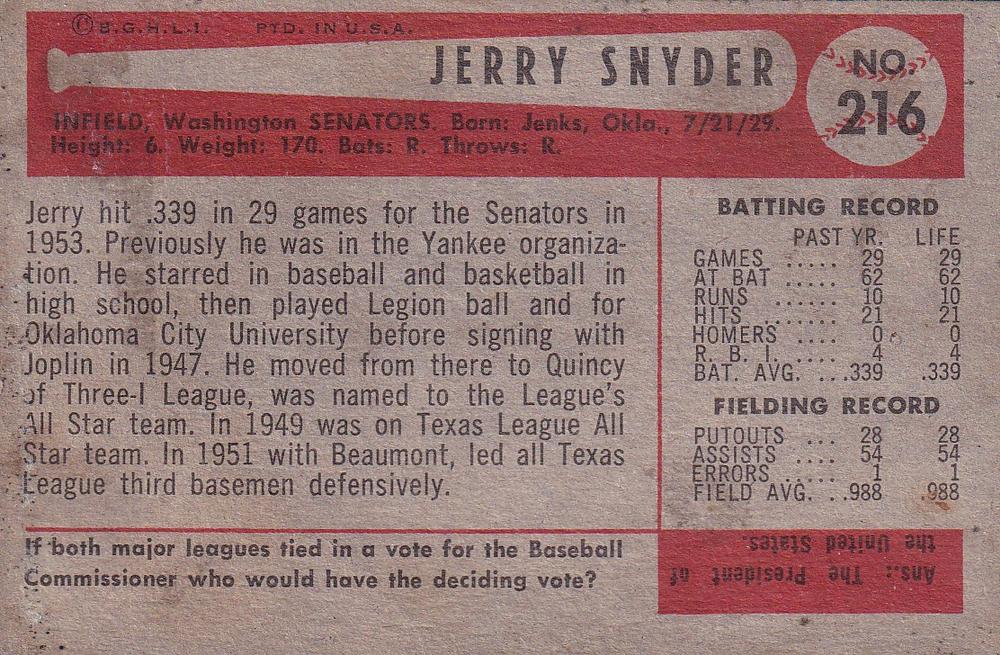 ©B.G.H.L.I. PTD. IN U.S.A.
JERRY SNYDER
NO.
216
INFIELD, Washington SENATORS. Born: Jenks, Okla., 7/21/29.
Height: 6. Weight: 170. Bats: R. Throws: R.
Jerry hit .339 in 29 games for the Senators in
1953. Previously he was in the Yankee organiza-
tion. He starred in baseball and basketball in
high school, then played Legion ball and for
Oklahoma City University before signing with
Joplin in 1947. He moved from there to Quincy
of Three-I League, was named to the League's
All Star team. In 1949 was on Texas League All
Star team. In 1951 with Beaumont, led all Texas
League third basemen defensively.
BATTING RECORD
PAST YR. LIFE
GAMES ..... 29 29
AT BAT ..... 62 62
RUNS ...... 10 10
HITS ....... 21 21
HOMERS ..... 0 0
R. B. I. ..... 4 4
BAT. AVG. ...339 .339
FIELDING RECORD
PUTOUTS ... 28 28
ASSISTS .... 54 54
ERRORS ..... 1 1
FIELD AVG. ..988 .988
If both major leagues tied in a vote for the Baseball
Commissioner who would have the deciding vote?
Ans.: The President of
the United States.